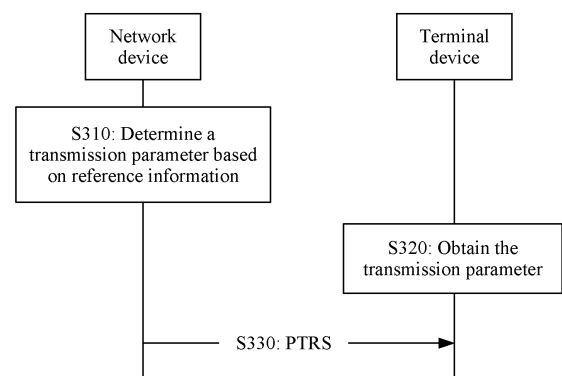 Network
device
Terminal
device
S310: Determine a
transmission parameter based
on reference information
S320: Obtain the
transmission parameter
S330: PTRS